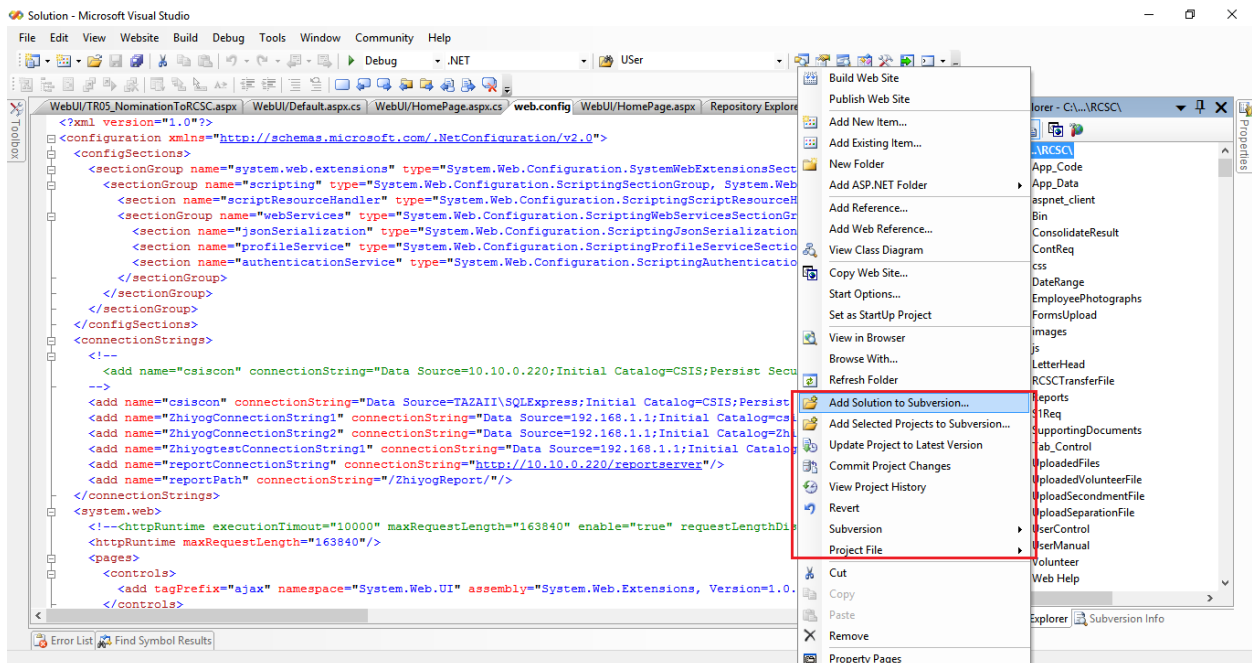 Solution - Microsoft Visual Studio
File Edit View Website Build Debug Tools Window Community Help
Debug .NET USer
WebUI/TR05_NominationToRCSC.aspx WebUI/Default.aspx.cs WebUI/HomePage.aspx.cs web.config WebUI/HomePage.aspx Repository Explore
Toolbox
<?xml version="1.0"?>
<configuration xmlns="http://schemas.microsoft.com/.NetConfiguration/v2.0">
<configSections>
<sectionGroup name="system.web.extensions" type="System.Web.Configuration.SystemWebExtensionsSect
<sectionGroup name="scripting" type="System.Web.Configuration.ScriptingSectionGroup, System.Web
<section name="scriptResourceHandler" type="System.Web.Configuration.ScriptingScriptResourceH
<sectionGroup name="webServices" type="System.Web.Configuration.ScriptingWebServicesSectionGr
<section name="jsonSerialization" type="System.Web.Configuration.ScriptingJsonSerialization
<section name="profileService" type="System.Web.Configuration.ScriptingProfileServiceSectio
<section name="authenticationService" type="System.Web.Configuration.ScriptingAuthenticatio
</sectionGroup>
</sectionGroup>
</sectionGroup>
</configSections>
<connectionStrings>
<!--
<add name="csiscon" connectionString="Data Source=10.10.0.220;Initial Catalog=CSIS;Persist Secu
-->
<add name="csiscon" connectionString="Data Source=TAZAII\SQLExpress;Initial Catalog=CSIS;Persist
<add name="ZhiyogConnectionString1" connectionString="Data Source=192.168.1.1;Initial Catalog=csi
<add name="ZhiyogConnectionString2" connectionString="Data Source=192.168.1.1;Initial Catalog=Zhi
<add name="ZhiyogtestConnectionString1" connectionString="Data Source=192.168.1.1;Initial Catalog
<add name="reportConnectionString" connectionString="http://10.10.0.220/reportserver"/>
<add name="reportPath" connectionString="/ZhiyogReport/"/>
</connectionStrings>
<system.web>
<!--<httpRuntime executionTimout="10000" maxRequestLength="163840" enable="true" requestLengthDis
<httpRuntime maxRequestLength="163840"/>
<pages>
<controls>
<add tagPrefix="ajax" namespace="System.Web.UI" assembly="System.Web.Extensions, Version=1.0.
</controls>
Error List Find Symbol Results
Build Web Site
Publish Web Site
Add New Item...
Add Existing Item...
New Folder
Add ASP.NET Folder
Add Reference...
Add Web Reference...
View Class Diagram
Copy Web Site...
Start Options...
Set as StartUp Project
View in Browser
Browse With...
Refresh Folder
Add Solution to Subversion...
Add Selected Projects to Subversion...
Update Project to Latest Version
Commit Project Changes
View Project History
Revert
Subversion
Project File
Cut
Copy
Paste
Remove
Property Pages
lorer - C:\...\RCSC\
..\RCSC\
App_Code
App_Data
aspnet_client
Bin
ConsolidateResult
ContReq
css
DateRange
EmployeePhotographs
FormsUpload
images
js
LetterHead
RCSCTransferFile
Reports
S1Req
SupportingDocuments
Tab_Control
UploadedFiles
UploadedVolunteerFile
UploadSecondmentFile
UploadSeparationFile
UserControl
UserManual
Volunteer
Web Help
Explorer Subversion Info
Properties